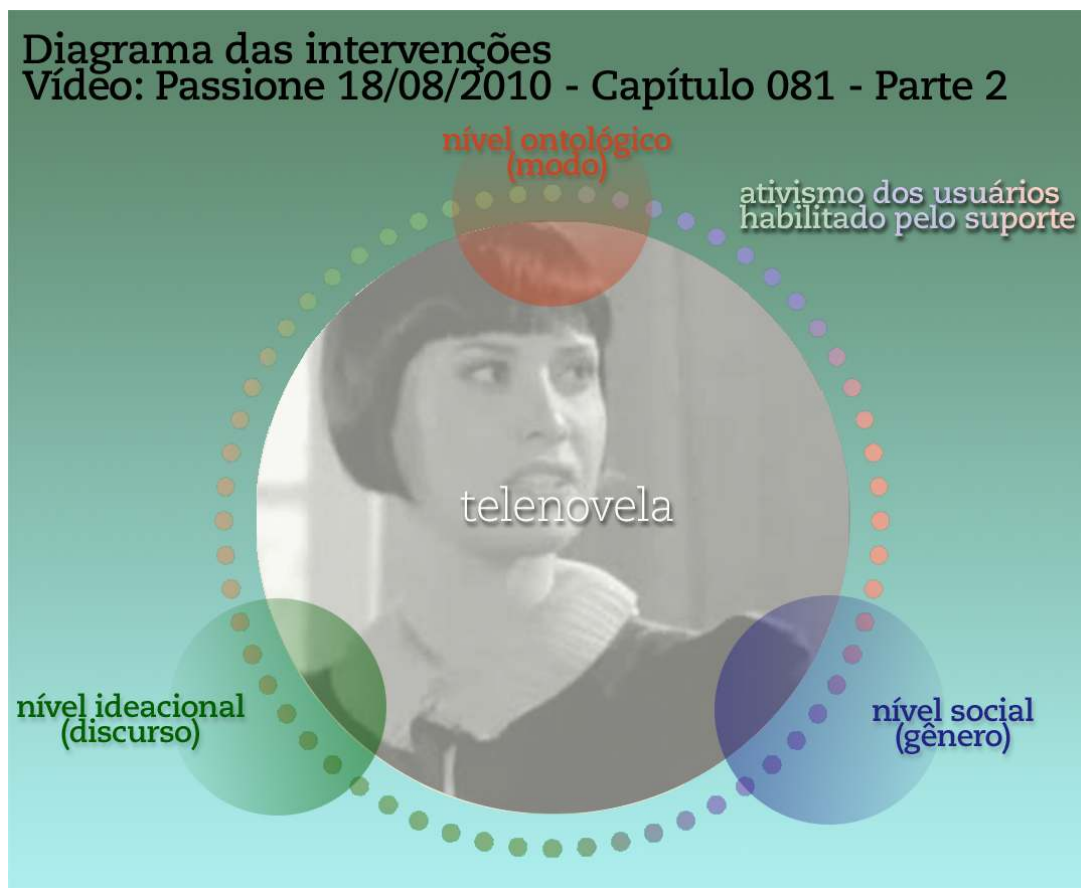 Diagrama das intervenções
Vídeo: Passione 18/08/2010 - Capítulo 081 - Parte 2
nível ontológico
(modo)
ativismo dos usuários
habilitado pelo suporte
telenovela
nível ideacional
(discurso)
nível social
(gênero)